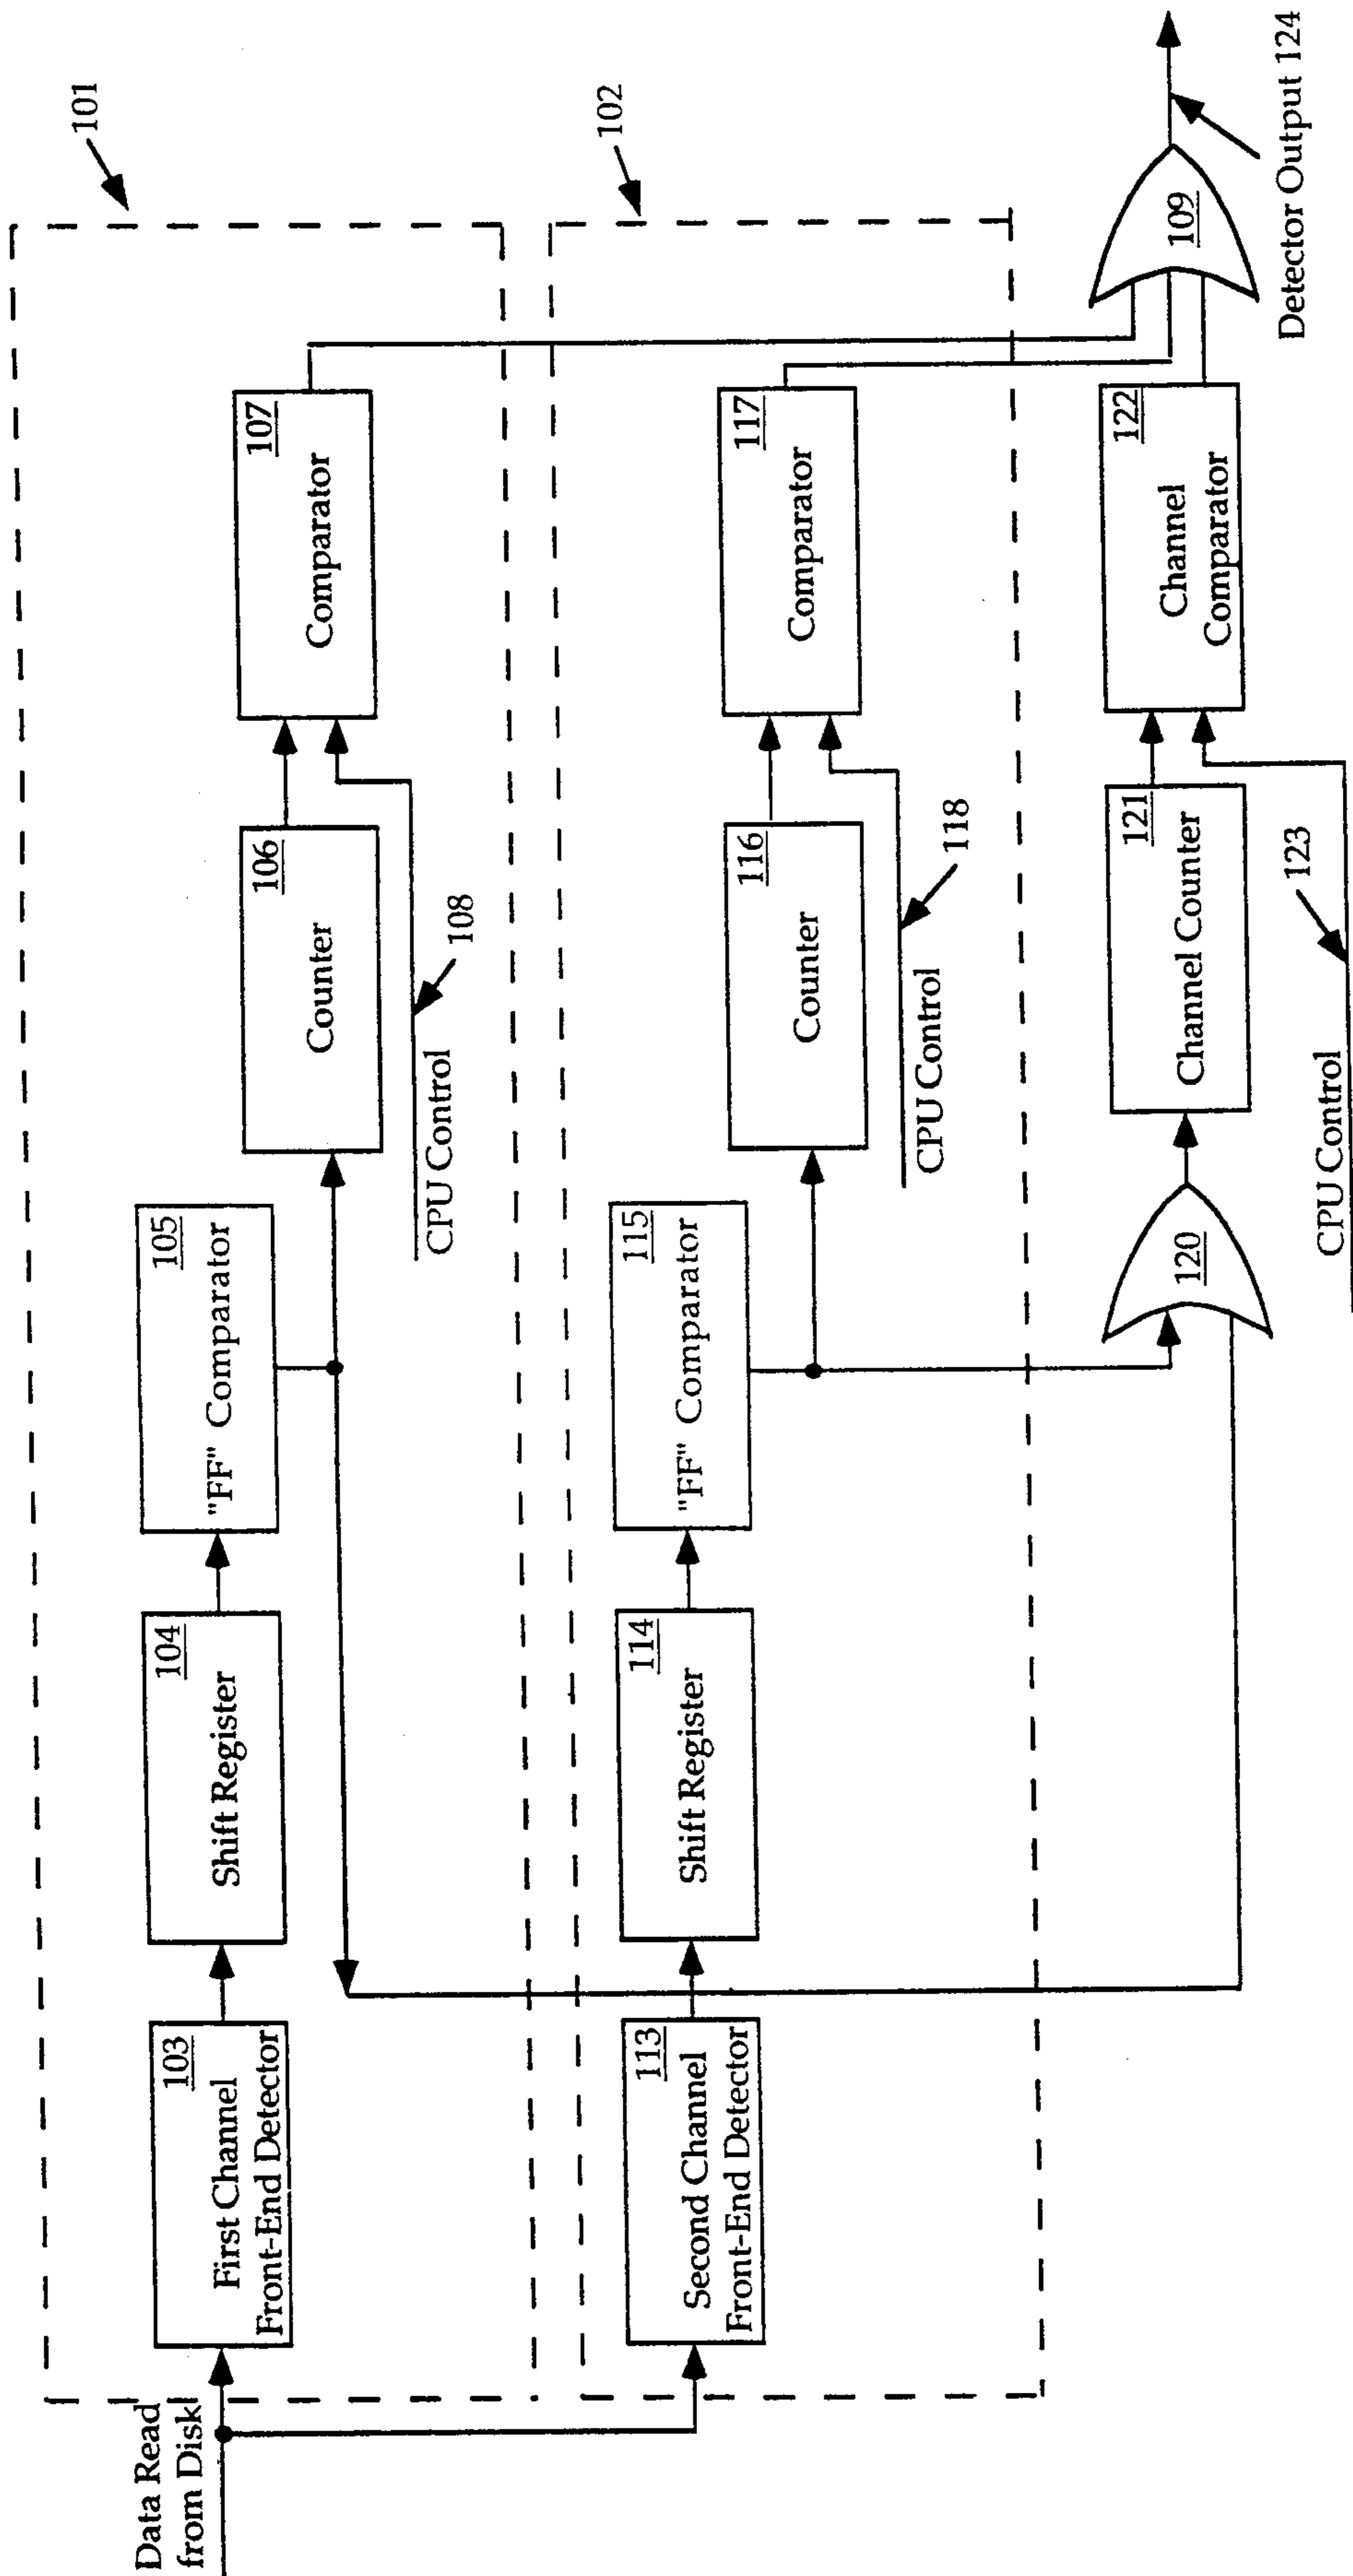 101
Data Read
from Disk
103
First Channel
Front-End Detector
104
Shift Register
105
"FF" Comparator
106
Counter
107
Comparator
108
CPU Control
102
113
Second Channel
Front-End Detector
114
Shift Register
115
"FF" Comparator
116
Counter
117
Comparator
118
CPU Control
120
121
Channel Counter
122
Channel
Comparator
109
123
CPU Control
Detector Output 124